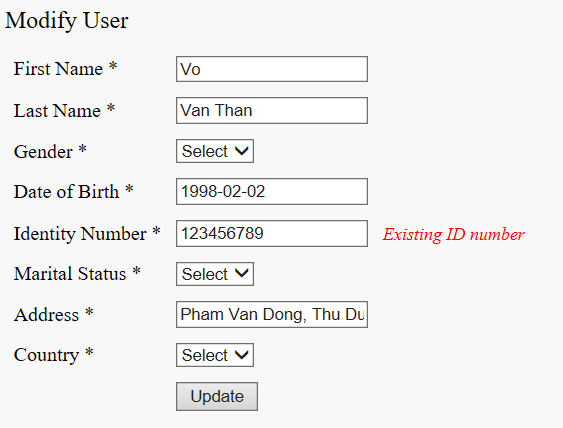 Modify User
First Name * Vo
Last Name * Van Than
Gender * Select
Date of Birth * 1998-02-02
Identity Number * 123456789 Existing ID number
Marital Status * Select
Address * Pham Van Dong, Thu Du
Country * Select
Update